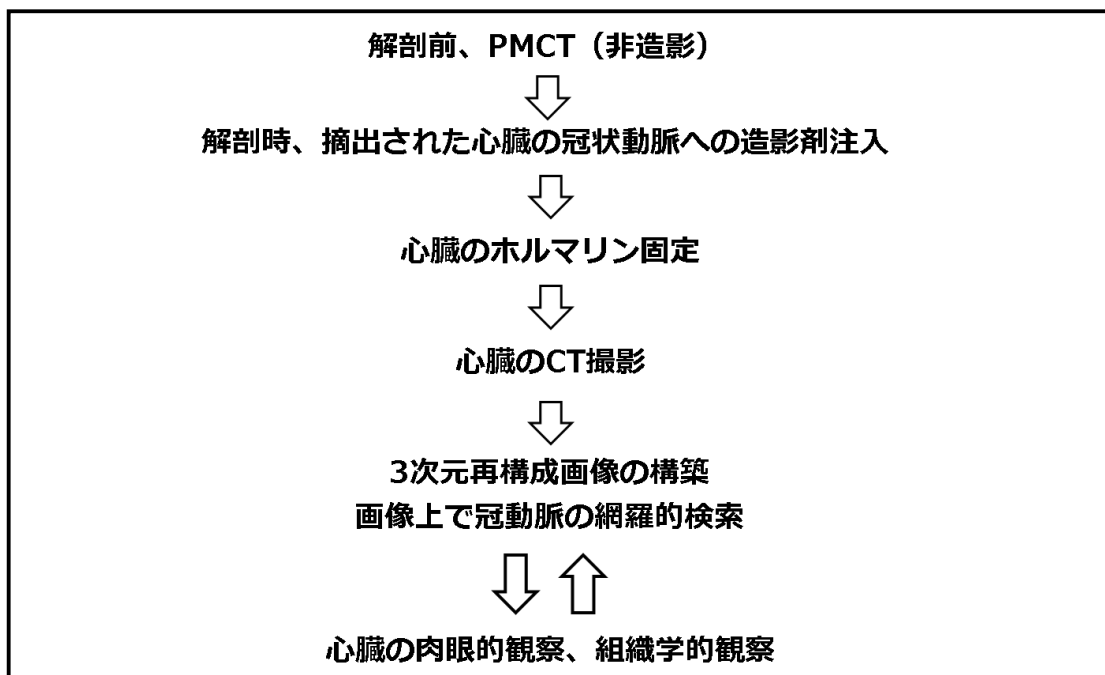 解剖前、PMCT（非造影）
解剖時、摘出された心臓の冠状動脈への造影剤注入
心臓のホルマリン固定
心臓のCT撮影
3次元再構成画像の構築
画像上で冠動脈の網羅的検索
心臓の肉眼的観察、組織学的観察